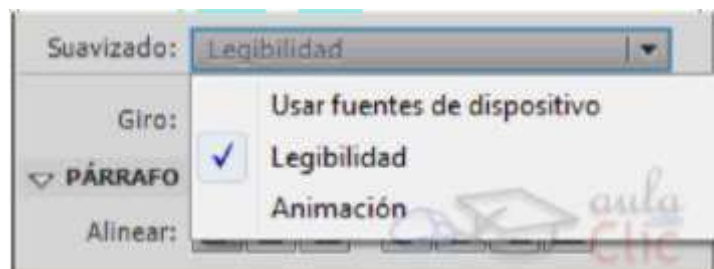 Suavizado: Legibilidad
Usar fuentes de dispositivo
Giro:
Legibilidad
PÁRRAFO
Animación
Alinear:
aula
Clic